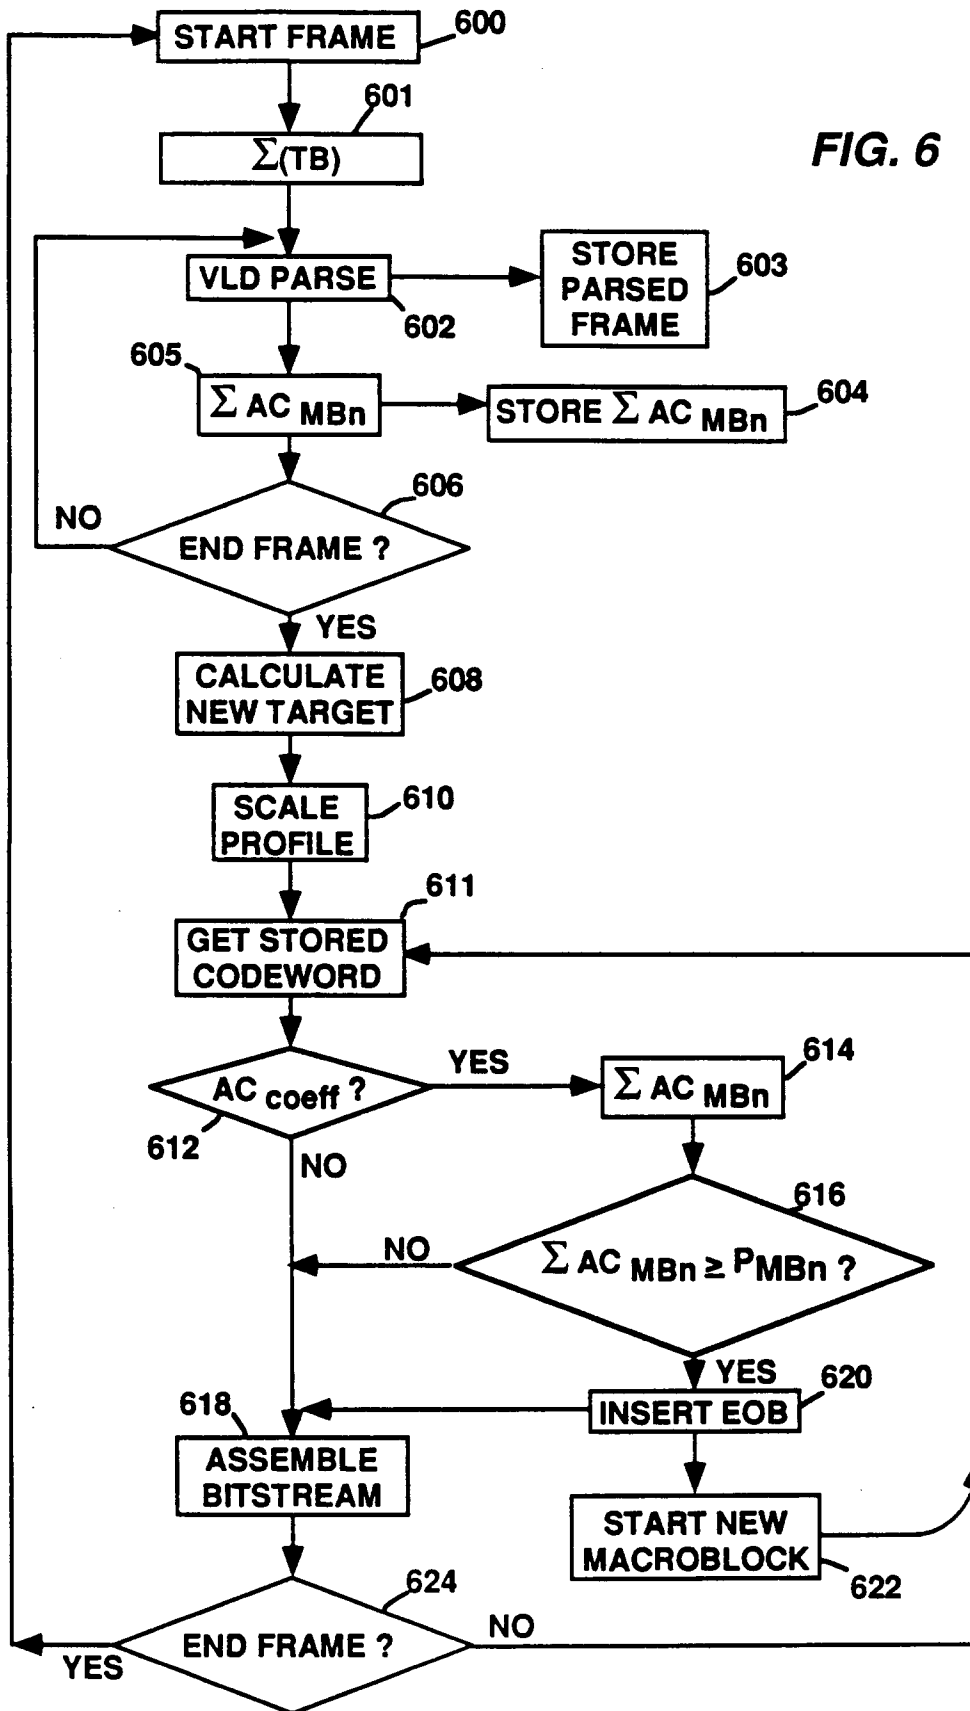 START FRAME
600
601
Σ(TB)
FIG. 6
VLD PARSE
602
STORE
PARSED
FRAME
603
605
Σ AC MBn
STORE Σ AC MBn
604
606
END FRAME ?
NO
YES
CALCULATE
NEW TARGET
608
SCALE
PROFILE
610
611
GET STORED
CODEWORD
AC coeff ?
612
YES
614
Σ AC MBn
NO
616
Σ AC MBn ≥ PMBn ?
NO
YES
620
INSERT EOB
618
ASSEMBLE
BITSTREAM
START NEW
MACROBLOCK
622
624
END FRAME ?
NO
YES